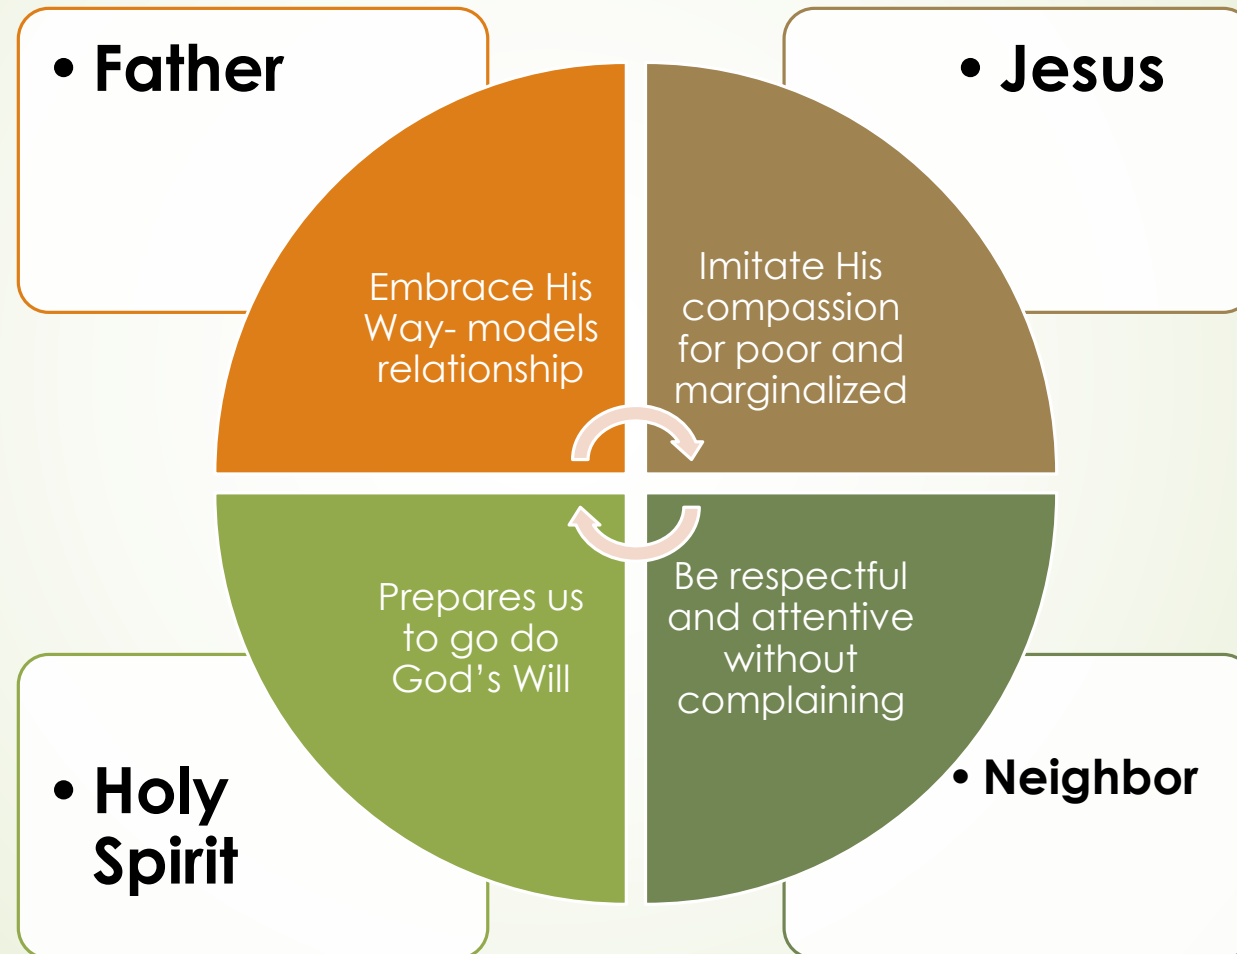 • Father
Embrace His
Way- models
relationship
• Jesus
Imitate His
compassion
for poor and
marginalized
• Holy
Spirit
Prepares us
to go do
God’s Will
Be respectful
and attentive
without
complaining
• Neighbor